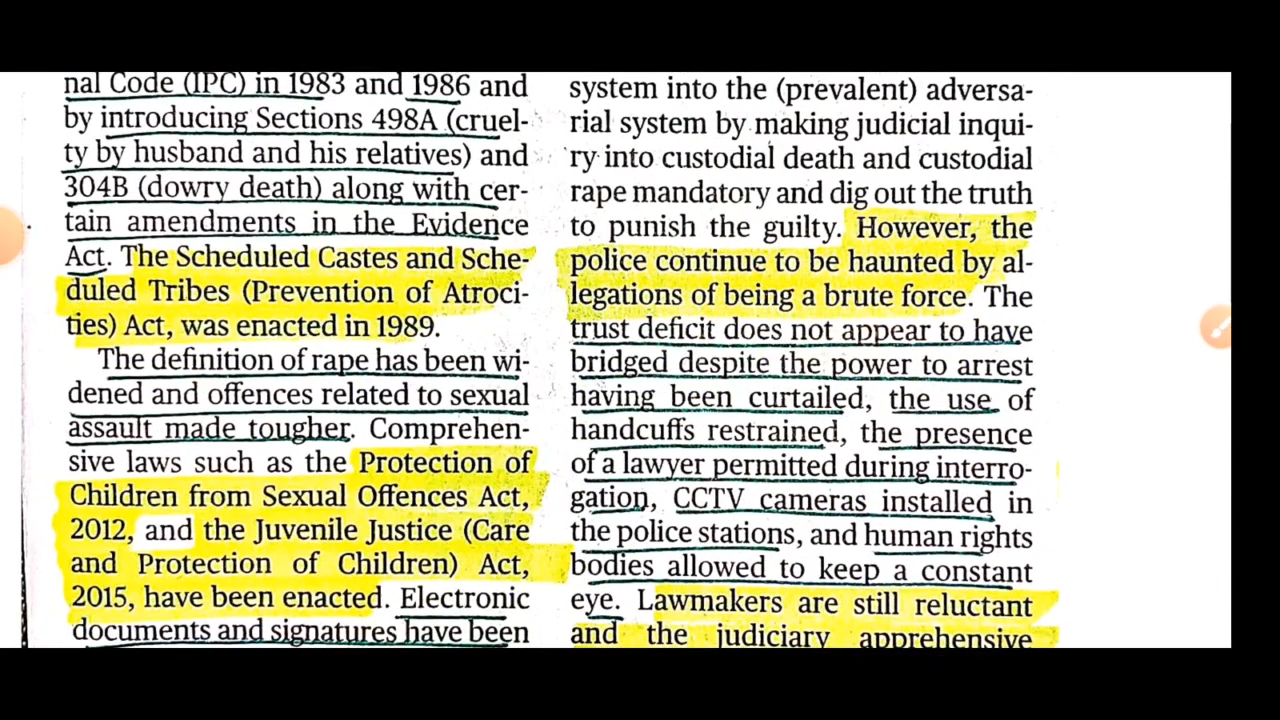 nal Code (IPC) in 1983 and 1986 and
by introducing Sections 498A (cruel-
ty by husband and his relatives) and
304B (dowry death) along with cer-
tain amendments in the Evidence
Act. The Scheduled Castes and Sche-
duled Tribes (Prevention of Atroci-
ties) Act, was enacted in 1989.
The definition of rape has been wi-
dened and offences related to sexual
assault made tougher. Comprehen-
sive laws such as the Protection of
Children from Sexual Offences Act,
2012, and the Juvenile Justice (Care
and Protection of Children) Act,
2015, have been enacted. Electronic
documents and signatures have been
system into the (prevalent) adversa-
rial system by making judicial inqui-
ry into custodial death and custodial
rape mandatory and dig out the truth
to punish the guilty. However, the
police continue to be haunted by al-
legations of being a brute force. The
trust deficit does not appear to have
bridged despite the power to arrest
having been curtailed, the use of
handcuffs restrained, the presence
of a lawyer permitted during interro-
gation, CCTV cameras installed in
the police stations, and human rights
bodies allowed to keep a constant
eye. Lawmakers are still reluctant
and the judiciary apprehensive